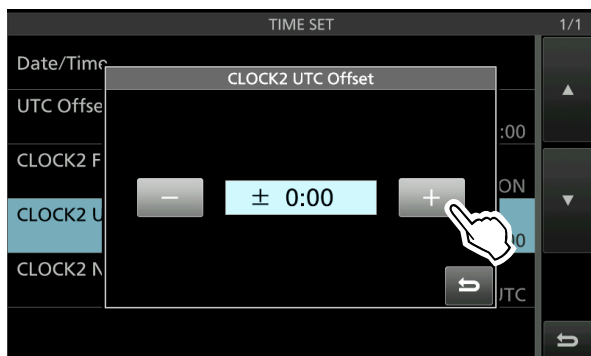 TIME SET 1/1
Date/Time
CLOCK2 UTC Offset
UTC Offse
:00
CLOCK2 F
ON
− ± 0:00 +
CLOCK2 U
00
CLOCK2 N
UTC